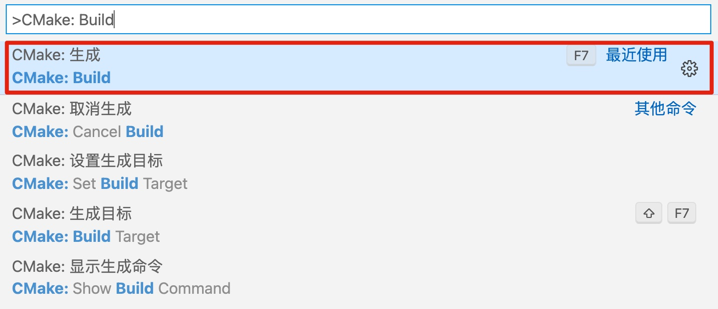 >CMake: Build
CMake: 生成 F7 最近使用
CMake: Build
CMake: 取消生成 其他命令
CMake: Cancel Build
CMake: 设置生成目标
CMake: Set Build Target
CMake: 生成目标 ⇧ F7
CMake: Build Target
CMake: 显示生成命令
CMake: Show Build Command